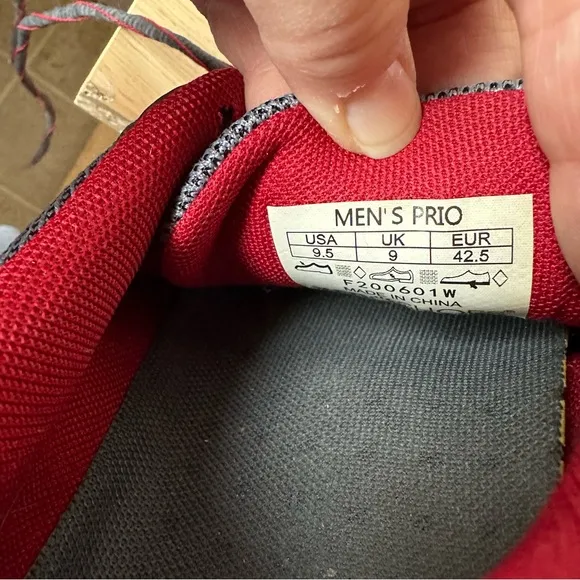 MEN'S PRIO
USA UK EUR
9.5 9 42.5
F200601W
MADE IN CHINA